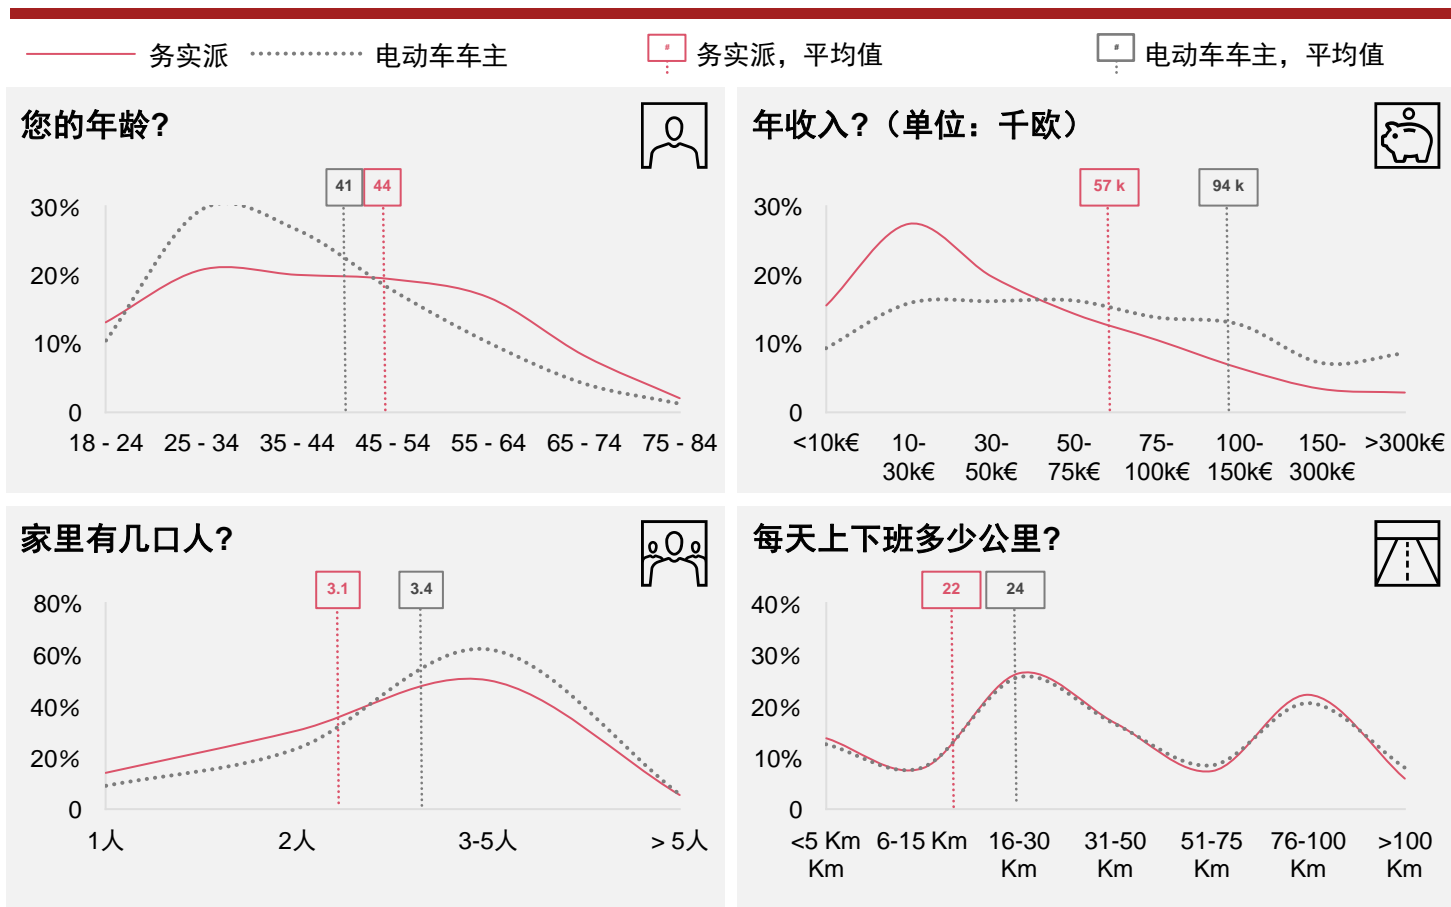 务实派 电动车车主 # 务实派，平均值 # 电动车车主，平均值
您的年龄?
41 44
30%
20%
10%
0
18 - 24 25 - 34 35 - 44 45 - 54 55 - 64 65 - 74 75 - 84
年收入?（单位：千欧）
57 k 94 k
30%
20%
10%
0
<10k€ 10-30k€ 30-50k€ 50-75k€ 75-100k€ 100-150k€ 150-300k€ >300k€
家里有几口人?
3.1 3.4
80%
60%
40%
20%
0
1人 2人 3-5人 > 5人
每天上下班多少公里?
22 24
40%
30%
20%
10%
0
<5 Km 6-15 Km 16-30 31-50 51-75 76-100 >100
Km Km Km Km Km Km